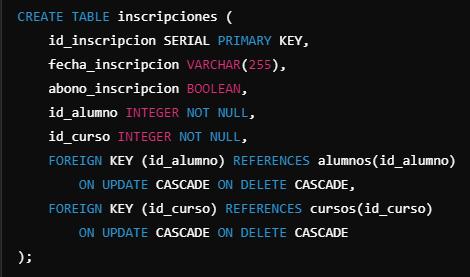 CREATE TABLE inscripciones (
    id_inscripcion SERIAL PRIMARY KEY,
    fecha_inscripcion VARCHAR(255),
    abono_inscripcion BOOLEAN,
    id_alumno INTEGER NOT NULL,
    id_curso INTEGER NOT NULL,
    FOREIGN KEY (id_alumno) REFERENCES alumnos(id_alumno)
        ON UPDATE CASCADE ON DELETE CASCADE,
    FOREIGN KEY (id_curso) REFERENCES cursos(id_curso)
        ON UPDATE CASCADE ON DELETE CASCADE
);